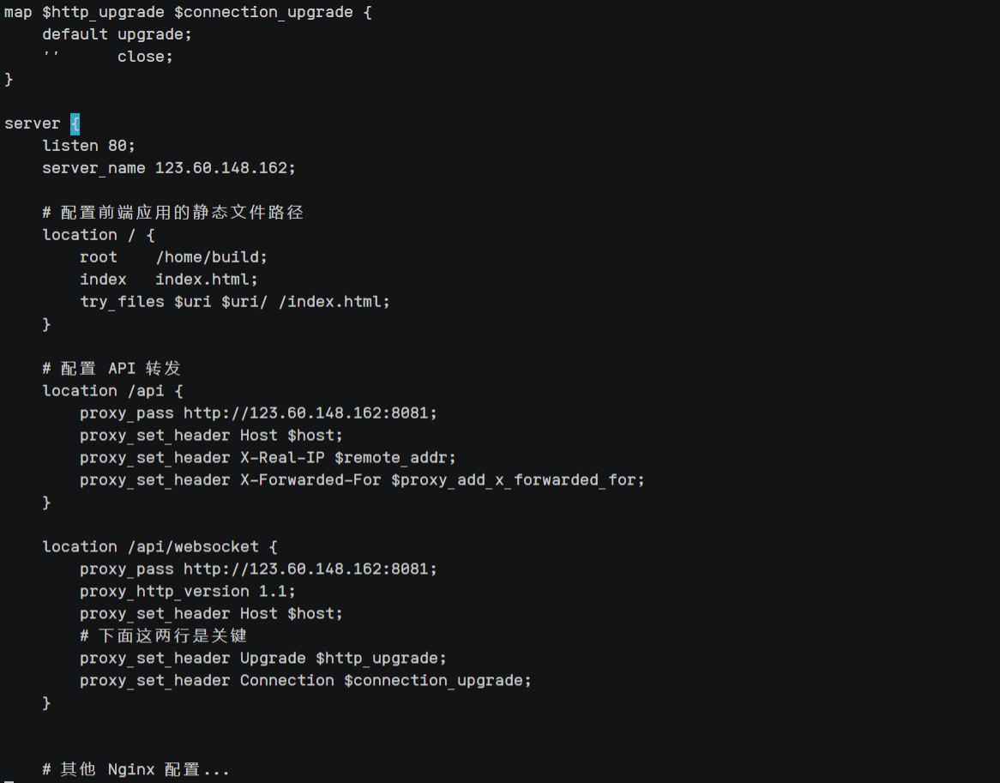 map $http_upgrade $connection_upgrade {
    default upgrade;
    ''      close;
}

server {
    listen 80;
    server_name 123.60.148.162;

    # 配置前端应用的静态文件路径
    location / {
        root    /home/build;
        index   index.html;
        try_files $uri $uri/ /index.html;
    }

    # 配置 API 转发
    location /api {
        proxy_pass http://123.60.148.162:8081;
        proxy_set_header Host $host;
        proxy_set_header X-Real-IP $remote_addr;
        proxy_set_header X-Forwarded-For $proxy_add_x_forwarded_for;
    }

    location /api/websocket {
        proxy_pass http://123.60.148.162:8081;
        proxy_http_version 1.1;
        proxy_set_header Host $host;
        # 下面这两行是关键
        proxy_set_header Upgrade $http_upgrade;
        proxy_set_header Connection $connection_upgrade;
    }


    # 其他 Nginx 配置...